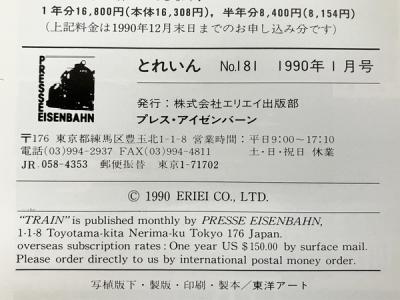 1年分16,800円(本体16,308円), 半年分8,400円(8,154円)
(上記料金は1990年12月末日までのお申し込み分です)
PRESSE
EISENBAHN
とれいん No.181 1990年1月号
発行：株式会社エリエイ出版部
プレス・アイゼンバーン
〒176 東京都練馬区豊玉北1-1-8 営業時間：平日9:00〜17:10
電話(03)994-2937 FAX(03)994-4811 土・日・祝日 休業
JR.058-4353 郵便振替 東京1-71702
© 1990 ERIEI CO., LTD.
"TRAIN" is published monthly by PRESSE EISENBAHN,
1-1-8 Toyotama-kita Nerima-ku Tokyo 176 Japan.
overseas subscription rates : One year US $150.00 by surface mail.
Please order directly to us by international postal money order.
写植版下・製版・印刷・製本／東洋アート